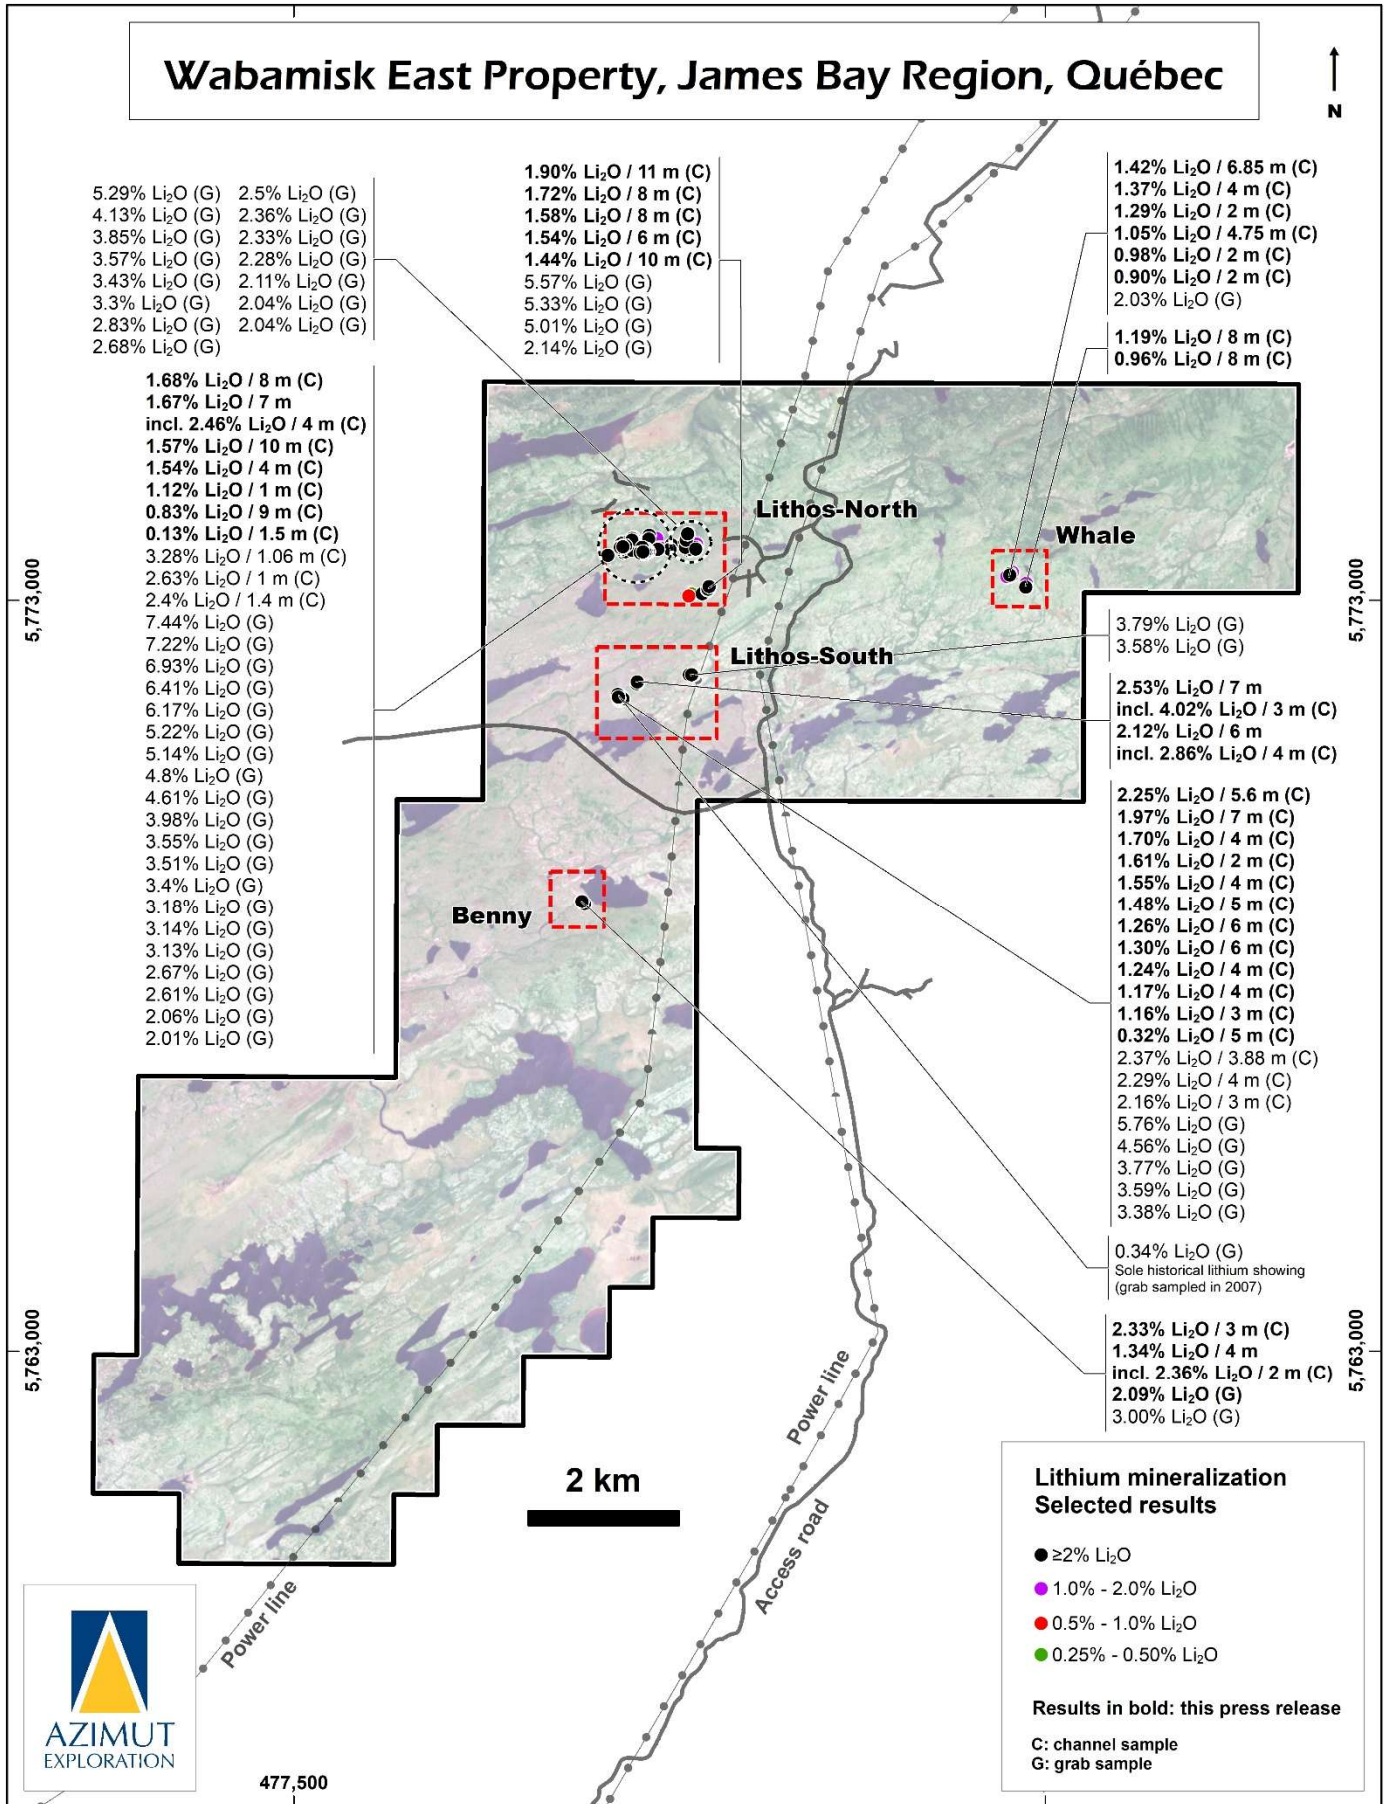 Wabamisk East Property, James Bay Region, Québec
N
5.29% Li₂O (G) 2.5% Li₂O (G)
4.13% Li₂O (G) 2.36% Li₂O (G)
3.85% Li₂O (G) 2.33% Li₂O (G)
3.57% Li₂O (G) 2.28% Li₂O (G)
3.43% Li₂O (G) 2.11% Li₂O (G)
3.3% Li₂O (G) 2.04% Li₂O (G)
2.83% Li₂O (G) 2.04% Li₂O (G)
2.68% Li₂O (G)
1.90% Li₂O / 11 m (C)
1.72% Li₂O / 8 m (C)
1.58% Li₂O / 8 m (C)
1.54% Li₂O / 6 m (C)
1.44% Li₂O / 10 m (C)
5.57% Li₂O (G)
5.33% Li₂O (G)
5.01% Li₂O (G)
2.14% Li₂O (G)
1.42% Li₂O / 6.85 m (C)
1.37% Li₂O / 4 m (C)
1.29% Li₂O / 2 m (C)
1.05% Li₂O / 4.75 m (C)
0.98% Li₂O / 2 m (C)
0.90% Li₂O / 2 m (C)
2.03% Li₂O (G)
1.19% Li₂O / 8 m (C)
0.96% Li₂O / 8 m (C)
1.68% Li₂O / 8 m (C)
1.67% Li₂O / 7 m
incl. 2.46% Li₂O / 4 m (C)
1.57% Li₂O / 10 m (C)
1.54% Li₂O / 4 m (C)
1.12% Li₂O / 1 m (C)
0.83% Li₂O / 9 m (C)
0.13% Li₂O / 1.5 m (C)
3.28% Li₂O / 1.06 m (C)
2.63% Li₂O / 1 m (C)
2.4% Li₂O / 1.4 m (C)
7.44% Li₂O (G)
7.22% Li₂O (G)
6.93% Li₂O (G)
6.41% Li₂O (G)
6.17% Li₂O (G)
5.22% Li₂O (G)
5.14% Li₂O (G)
4.8% Li₂O (G)
4.61% Li₂O (G)
3.98% Li₂O (G)
3.55% Li₂O (G)
3.51% Li₂O (G)
3.4% Li₂O (G)
3.18% Li₂O (G)
3.14% Li₂O (G)
3.13% Li₂O (G)
2.67% Li₂O (G)
2.61% Li₂O (G)
2.06% Li₂O (G)
2.01% Li₂O (G)
Lithos-North
Whale
5,773,000
5,773,000
Lithos-South
3.79% Li₂O (G)
3.58% Li₂O (G)
2.53% Li₂O / 7 m
incl. 4.02% Li₂O / 3 m (C)
2.12% Li₂O / 6 m
incl. 2.86% Li₂O / 4 m (C)
2.25% Li₂O / 5.6 m (C)
1.97% Li₂O / 7 m (C)
1.70% Li₂O / 4 m (C)
1.61% Li₂O / 2 m (C)
1.55% Li₂O / 4 m (C)
1.48% Li₂O / 5 m (C)
1.26% Li₂O / 6 m (C)
1.30% Li₂O / 6 m (C)
1.24% Li₂O / 4 m (C)
1.17% Li₂O / 4 m (C)
1.16% Li₂O / 3 m (C)
0.32% Li₂O / 5 m (C)
2.37% Li₂O / 3.88 m (C)
2.29% Li₂O / 4 m (C)
2.16% Li₂O / 3 m (C)
5.76% Li₂O (G)
4.56% Li₂O (G)
3.77% Li₂O (G)
3.59% Li₂O (G)
3.38% Li₂O (G)
Benny
0.34% Li₂O (G)
Sole historical lithium showing
(grab sampled in 2007)
2.33% Li₂O / 3 m (C)
1.34% Li₂O / 4 m
incl. 2.36% Li₂O / 2 m (C)
2.09% Li₂O (G)
3.00% Li₂O (G)
5,763,000
5,763,000
Power line
Access road
Power line
2 km
Lithium mineralization
Selected results
≥2% Li₂O
1.0% - 2.0% Li₂O
0.5% - 1.0% Li₂O
0.25% - 0.50% Li₂O
Results in bold: this press release
C: channel sample
G: grab sample
AZIMUT
EXPLORATION
477,500